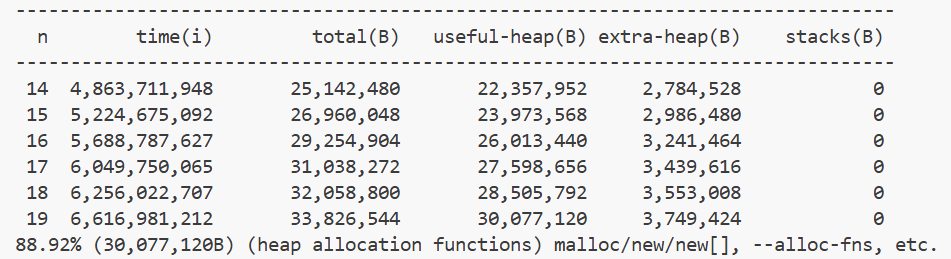 --------------------------------------------------------------------------------
  n        time(i)         total(B)   useful-heap(B) extra-heap(B)    stacks(B)
--------------------------------------------------------------------------------
 14  4,863,711,948       25,142,480       22,357,952     2,784,528            0
 15  5,224,675,092       26,960,048       23,973,568     2,986,480            0
 16  5,688,787,627       29,254,904       26,013,440     3,241,464            0
 17  6,049,750,065       31,038,272       27,598,656     3,439,616            0
 18  6,256,022,707       32,058,800       28,505,792     3,553,008            0
 19  6,616,981,212       33,826,544       30,077,120     3,749,424            0
88.92% (30,077,120B) (heap allocation functions) malloc/new/new[], --alloc-fns, etc.